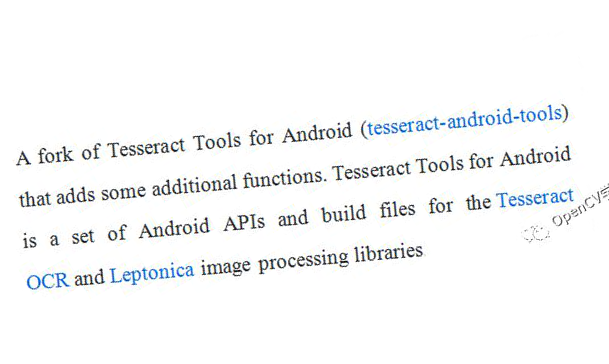 A fork of Tesseract Tools for Android (tesseract-android-tools)
that adds some additional functions. Tesseract Tools for Android
is a set of Android APIs and build files for the Tesseract
OCR and Leptonica image processing libraries
OpenCV